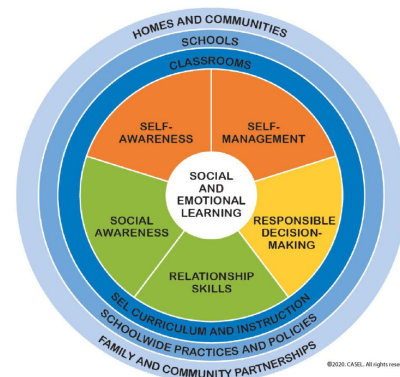 HOMES AND COMMUNITIES
SCHOOLS
CLASSROOMS
SELF-
AWARENESS
SELF-
MANAGEMENT
SOCIAL
AND
EMOTIONAL
LEARNING
SOCIAL
AWARENESS
RESPONSIBLE
DECISION-
MAKING
RELATIONSHIP
SKILLS
SEL CURRICULUM AND INSTRUCTION
SCHOOLWIDE PRACTICES AND POLICIES
FAMILY AND COMMUNITY PARTNERSHIPS
©2020. CASEL. All rights rese